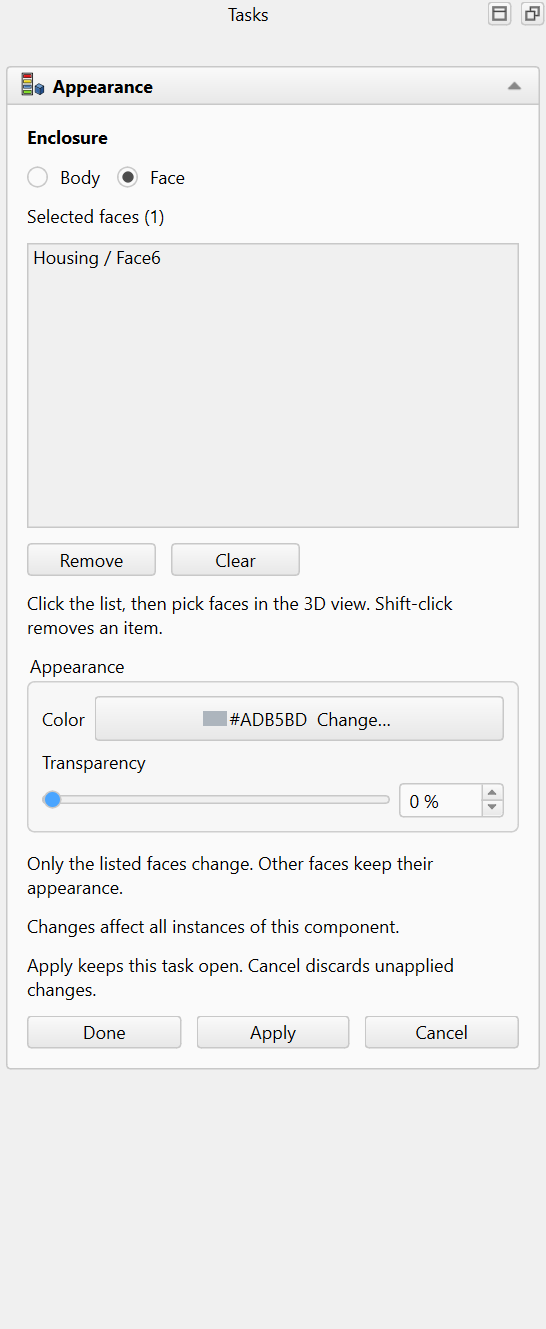 Tasks
Appearance
Enclosure
Body Face
Selected faces (1)
Housing / Face6
Remove Clear
Click the list, then pick faces in the 3D view. Shift-click
removes an item.
Appearance
Color #ADB5BD Change...
Transparency
0 %
Only the listed faces change. Other faces keep their
appearance.
Changes affect all instances of this component.
Apply keeps this task open. Cancel discards unapplied
changes.
Done Apply Cancel